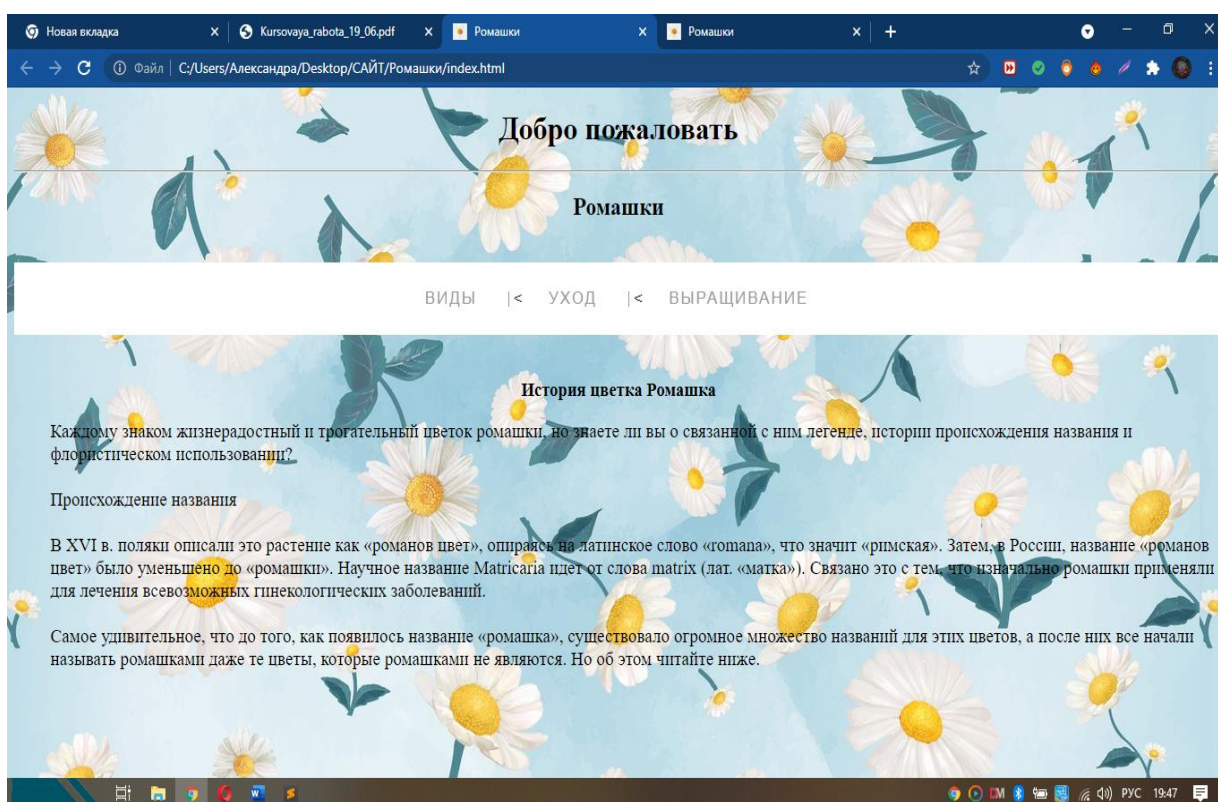 Новая вкладка
Kursovaya_rabota_19_06.pdf
Ромашки
Ромашки
Файл
C:/Users/Александра/Desktop/САЙТ/Ромашки/index.html
Добро пожаловать
Ромашки
ВИДЫ |< УХОД |< ВЫРАЩИВАНИЕ
История цветка Ромашка
Каждому знаком жизнерадостный и трогательный цветок ромашки, но знаете ли вы о связанной с ним легенде, истории происхождения названия и
флористическом использовании?
Происхождение названия
В XVI в. поляки описали это растение как «романов цвет», опираясь на латинское слово «romana», что значит «римская». Затем, в России, название «романов
цвет» было уменьшено до «ромашки». Научное название Matricaria идет от слова matrix (лат. «матка»). Связано это с тем, что изначально ромашки применяли
для лечения всевозможных гинекологических заболеваний.
Самое удивительное, что до того, как появилось название «ромашка», существовало огромное множество названий для этих цветов, а после них все начали
называть ромашками даже те цветы, которые ромашками не являются. Но об этом читайте ниже.
РУС 19:47